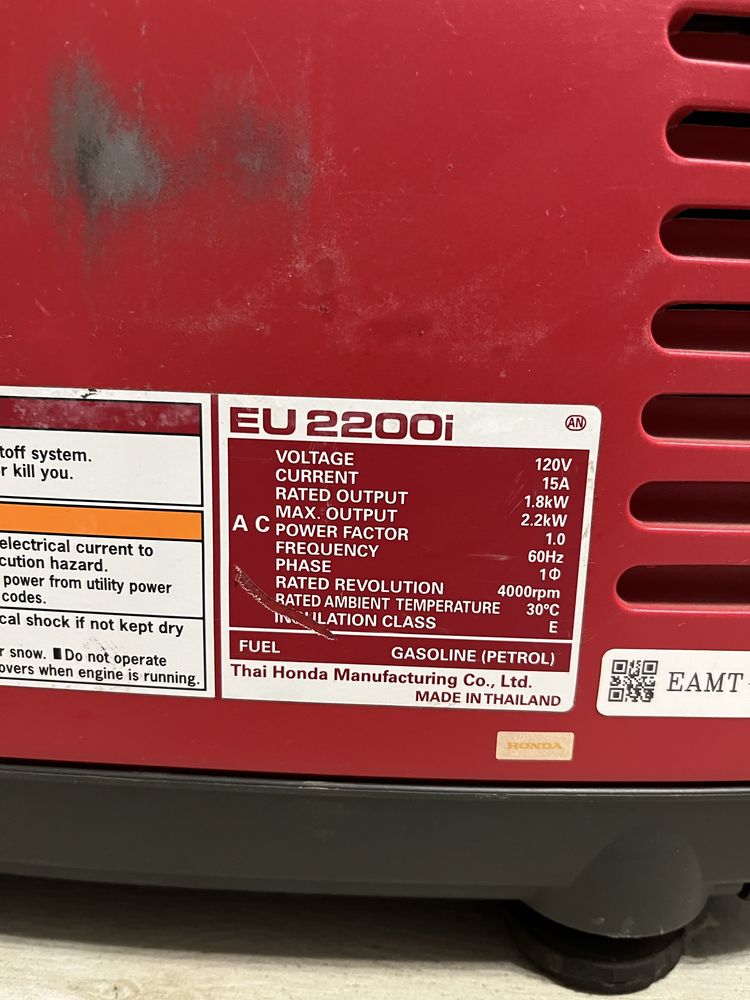 toff system.
r kill you.
electrical current to
cution hazard.
power from utility power
codes.
cal shock if not kept dry
r snow. ■Do not operate
overs when engine is running.
EU2200i
AN
AC
VOLTAGE 120V
CURRENT 15A
RATED OUTPUT 1.8kW
MAX. OUTPUT 2.2kW
POWER FACTOR 1.0
FREQUENCY 60Hz
PHASE 1Φ
RATED REVOLUTION 4000rpm
RATED AMBIENT TEMPERATURE 30°C
INSULATION CLASS E
FUEL GASOLINE (PETROL)
Thai Honda Manufacturing Co., Ltd.
MADE IN THAILAND
EAMT
HONDA